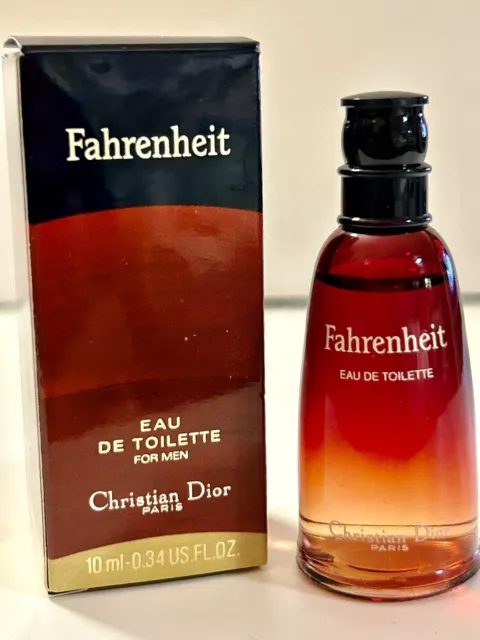 Fahrenheit
EAU
DE TOILETTE
FOR MEN
Christian Dior
PARIS
10 ml-0.34 US.FL.OZ.
Fahrenheit
EAU DE TOILETTE
Christian Dior
PARIS